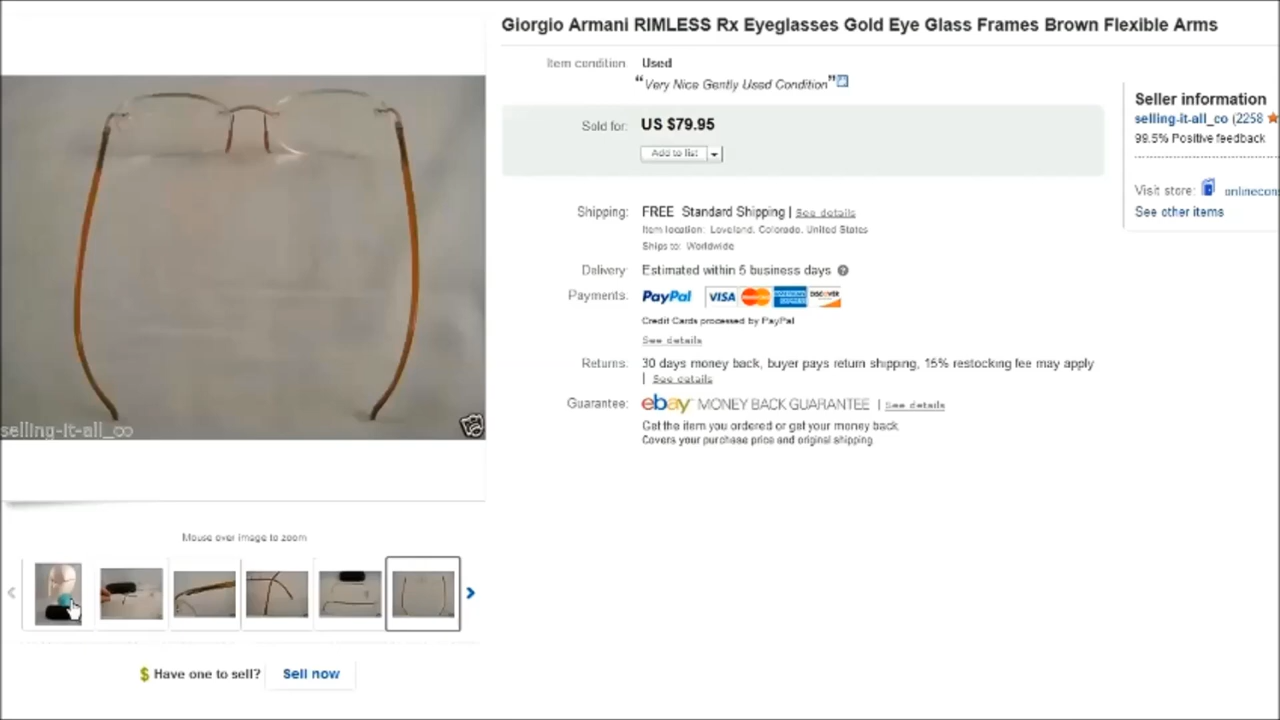 Giorgio Armani RIMLESS Rx Eyeglasses Gold Eye Glass Frames Brown Flexible Arms
Item condition: Used
“Very Nice Gently Used Condition”
Sold for: US $79.95
Add to list
Shipping: FREE Standard Shipping | See details
Item location: Loveland, Colorado, United States
Ships to: Worldwide
Delivery: Estimated within 5 business days
Payments: PayPal VISA MasterCard AMERICAN EXPRESS DISCOVER
Credit Cards processed by PayPal
See details
Returns: 30 days money back, buyer pays return shipping, 15% restocking fee may apply
| See details
Guarantee: ebay MONEY BACK GUARANTEE | See details
Get the item you ordered or get your money back.
Covers your purchase price and original shipping.
Seller information
selling-it-all_co (2258
99.5% Positive feedback
Visit store: onlinecon
See other items
selling-it-all_co
Mouse over image to zoom
$ Have one to sell? Sell now